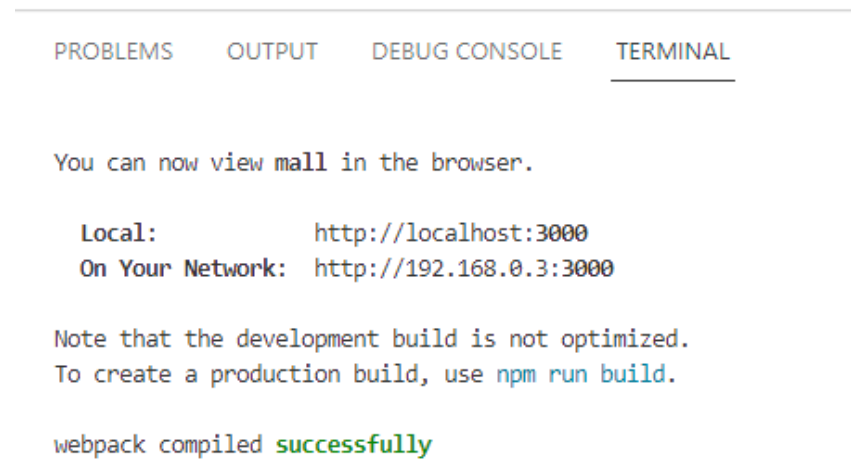 PROBLEMS OUTPUT DEBUG CONSOLE TERMINAL
You can now view mall in the browser.
Local: http://localhost:3000
On Your Network: http://192.168.0.3:3000
Note that the development build is not optimized.
To create a production build, use npm run build.
webpack compiled successfully